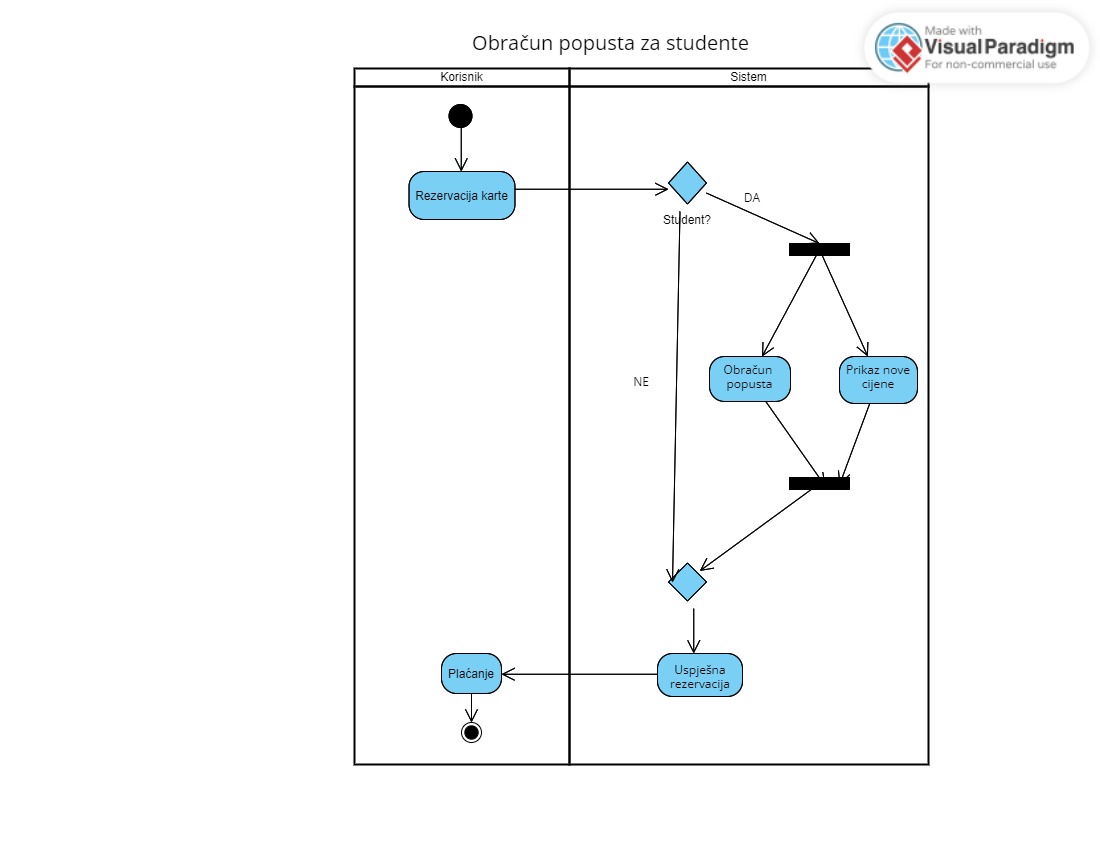 Obračun popusta za studente
Made with
Visual Paradigm
For non-commercial use
Korisnik
Sistem
Rezervacija karte
DA
Student?
NE
Obračun
popusta
Prikaz nove
cijene
Plaćanje
Uspješna
rezervacija